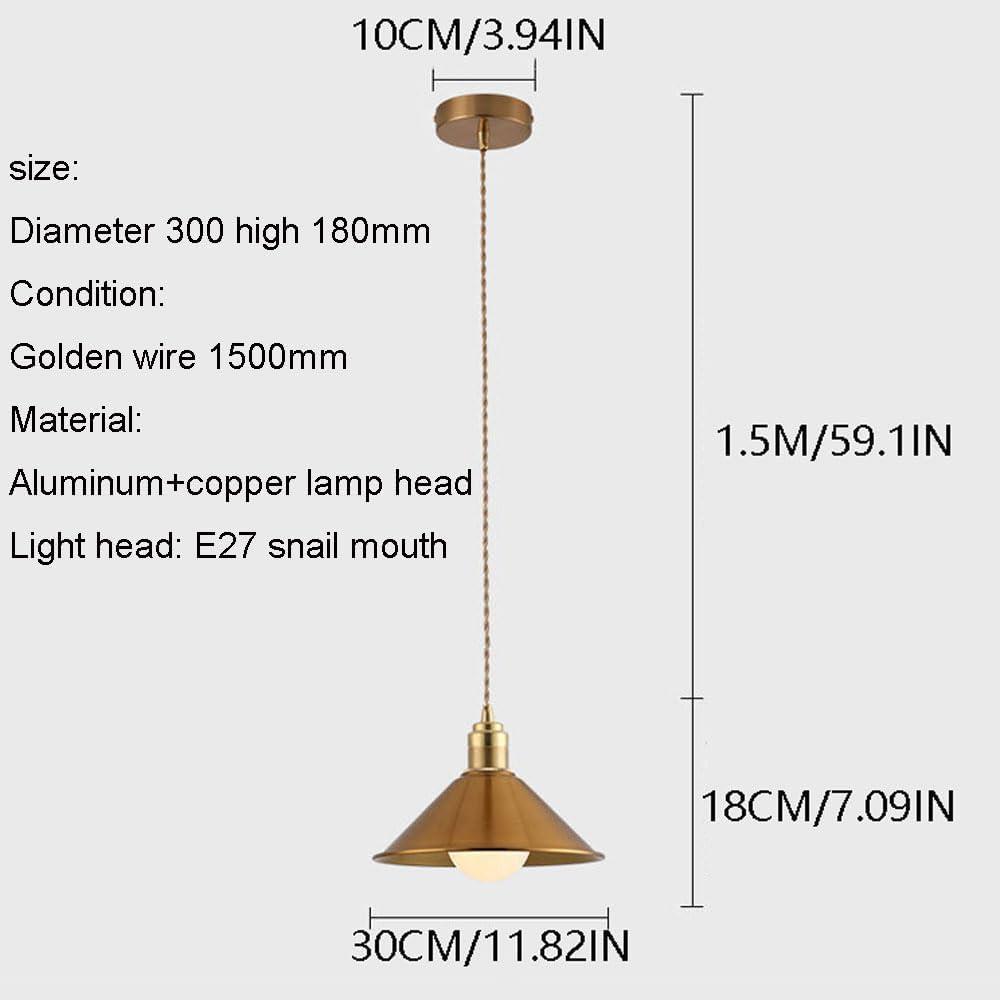 10CM/3.94IN
size:
Diameter 300 high 180mm
Condition:
Golden wire 1500mm
Material:
Aluminum+copper lamp head
Light head: E27 snail mouth
1.5M/59.1IN
18CM/7.09IN
30CM/11.82IN